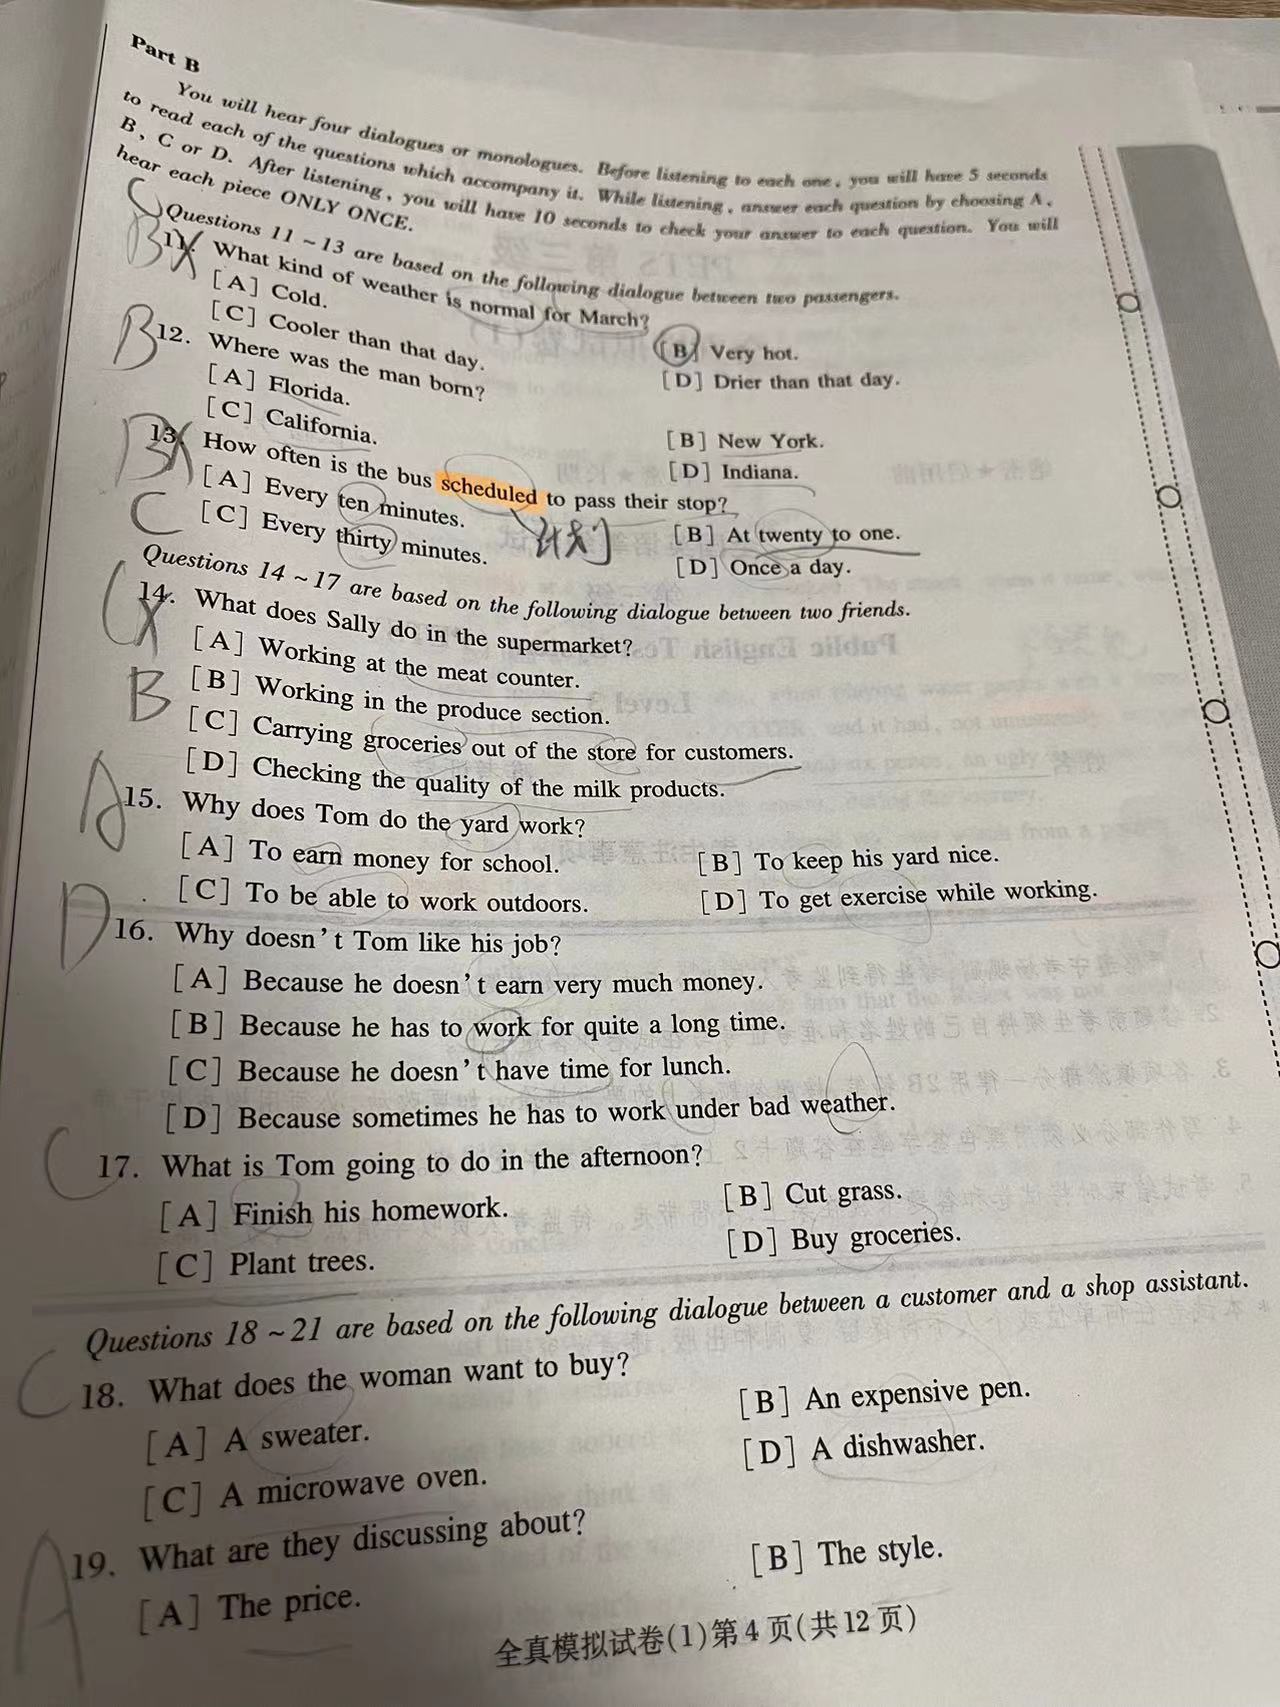 Part B
You will hear four dialogues or monologues. Before listening to each one, you will have 5 seconds
to read each of the questions which accompany it. While listening, answer each question by choosing A,
B, C or D. After listening, you will have 10 seconds to check your answer to each question. You will
hear each piece ONLY ONCE.
C
Questions 11 ~ 13 are based on the following dialogue between two passengers.
B 11. What kind of weather is normal for March?
[A] Cold. [B] Very hot.
[C] Cooler than that day. [D] Drier than that day.
B 12. Where was the man born?
[A] Florida. [B] New York.
[C] California. [D] Indiana.
B 13. How often is the bus scheduled to pass their stop?
[A] Every ten minutes. [B] At twenty to one.
C [C] Every thirty minutes. 计划 [D] Once a day.
Questions 14 ~ 17 are based on the following dialogue between two friends.
C 14. What does Sally do in the supermarket?
[A] Working at the meat counter.
B [B] Working in the produce section.
[C] Carrying groceries out of the store for customers.
[D] Checking the quality of the milk products.
A 15. Why does Tom do the yard work?
[A] To earn money for school. [B] To keep his yard nice.
[C] To be able to work outdoors. [D] To get exercise while working.
D 16. Why doesn't Tom like his job?
[A] Because he doesn't earn very much money.
[B] Because he has to work for quite a long time.
[C] Because he doesn't have time for lunch.
[D] Because sometimes he has to work under bad weather.
C 17. What is Tom going to do in the afternoon?
[A] Finish his homework. [B] Cut grass.
[C] Plant trees. [D] Buy groceries.
Questions 18 ~ 21 are based on the following dialogue between a customer and a shop assistant.
C 18. What does the woman want to buy?
[A] A sweater. [B] An expensive pen.
[C] A microwave oven. [D] A dishwasher.
A 19. What are they discussing about?
[A] The price. [B] The style.
全真模拟试卷(1)第4页(共12页)